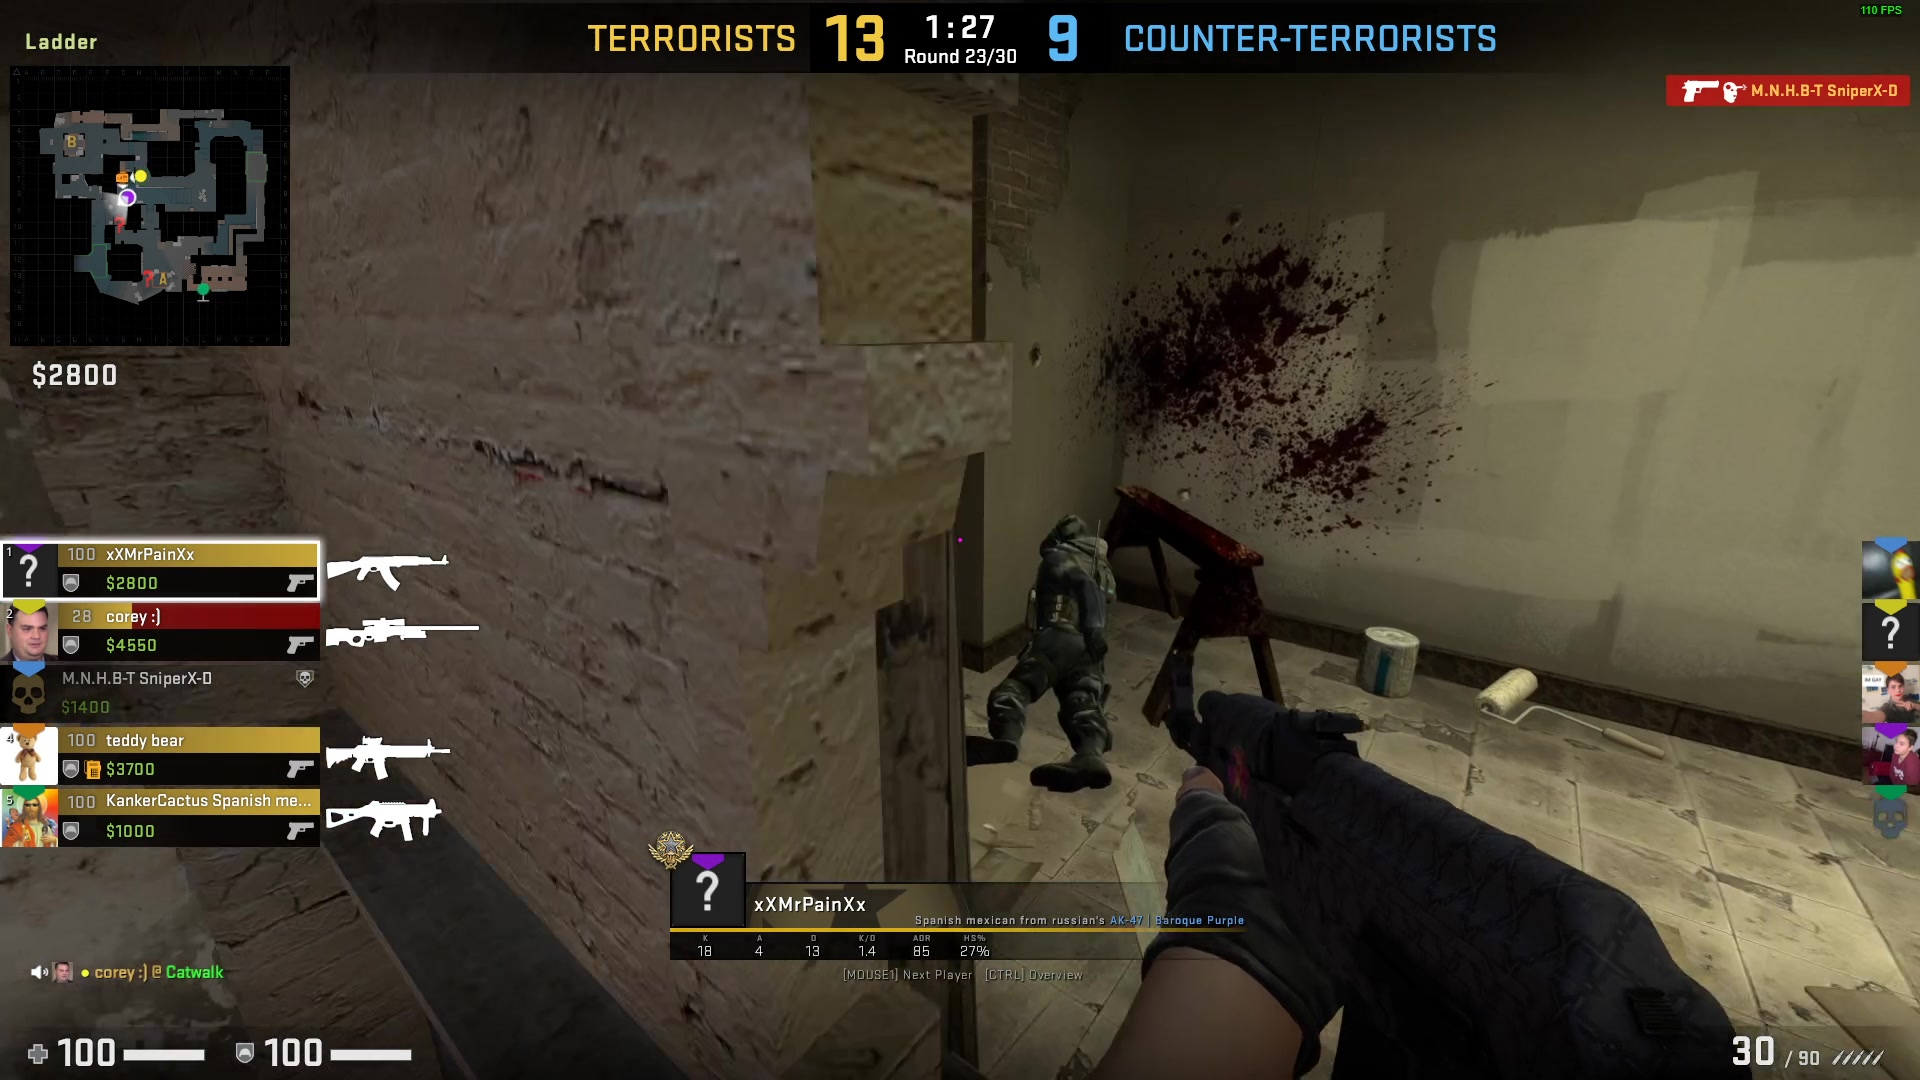 110 FPS
Ladder
TERRORISTS 13 1:27 9 COUNTER-TERRORISTS
Round 23/30
M.N.H.B-T SniperX-D
B
?
? A
$2800
1 ? 100 xXMrPainXx
$2800
2 28 corey :)
$4550
M.N.H.B-T SniperX-D
$1400
4 100 teddy bear
$3700
5 100 KankerCactus Spanish me...
$1000
?
? xXMrPainXx
Spanish mexican from russian's AK-47 | Baroque Purple
K A D K/D ADR HS%
18 4 13 1.4 85 27%
[MOUSE1] Next Player [CTRL] Overview
corey :) @ Catwalk
100 100
30 / 90